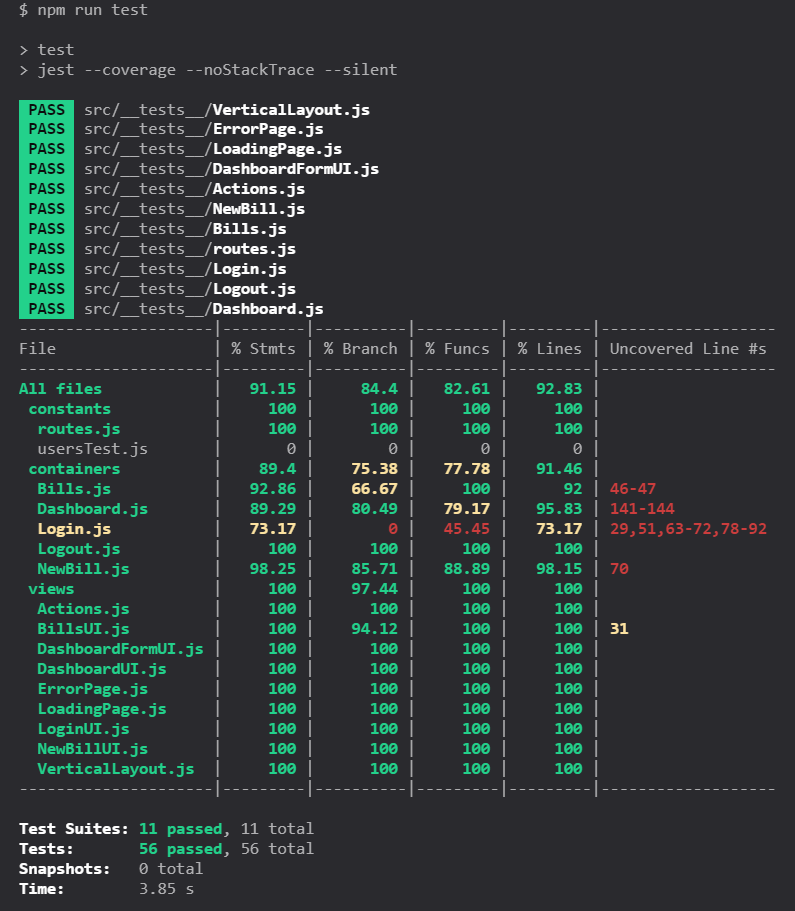 $ npm run test
> test
> jest --coverage --noStackTrace --silent
PASS src/__tests__/VerticalLayout.js
PASS src/__tests__/ErrorPage.js
PASS src/__tests__/LoadingPage.js
PASS src/__tests__/DashboardFormUI.js
PASS src/__tests__/Actions.js
PASS src/__tests__/NewBill.js
PASS src/__tests__/Bills.js
PASS src/__tests__/routes.js
PASS src/__tests__/Login.js
PASS src/__tests__/Logout.js
PASS src/__tests__/Dashboard.js
---------------------|---------|----------|---------|---------|-------------------
File                 | % Stmts | % Branch | % Funcs | % Lines | Uncovered Line #s
---------------------|---------|----------|---------|---------|-------------------
All files            |   91.15 |     84.4 |   82.61 |   92.83 |
 constants           |     100 |      100 |     100 |     100 |
  routes.js          |     100 |      100 |     100 |     100 |
  usersTest.js       |       0 |        0 |       0 |       0 |
 containers          |    89.4 |    75.38 |   77.78 |   91.46 |
  Bills.js           |   92.86 |    66.67 |     100 |      92 | 46-47
  Dashboard.js       |   89.29 |    80.49 |   79.17 |   95.83 | 141-144
  Login.js           |   73.17 |        0 |   45.45 |   73.17 | 29,51,63-72,78-92
  Logout.js          |     100 |      100 |     100 |     100 |
  NewBill.js         |   98.25 |    85.71 |   88.89 |   98.15 | 70
 views               |     100 |    97.44 |     100 |     100 |
  Actions.js         |     100 |      100 |     100 |     100 |
  BillsUI.js         |     100 |    94.12 |     100 |     100 | 31
  DashboardFormUI.js |     100 |      100 |     100 |     100 |
  DashboardUI.js     |     100 |      100 |     100 |     100 |
  ErrorPage.js       |     100 |      100 |     100 |     100 |
  LoadingPage.js     |     100 |      100 |     100 |     100 |
  LoginUI.js         |     100 |      100 |     100 |     100 |
  NewBillUI.js       |     100 |      100 |     100 |     100 |
  VerticalLayout.js  |     100 |      100 |     100 |     100 |
---------------------|---------|----------|---------|---------|-------------------
Test Suites: 11 passed, 11 total
Tests:       56 passed, 56 total
Snapshots:   0 total
Time:        3.85 s